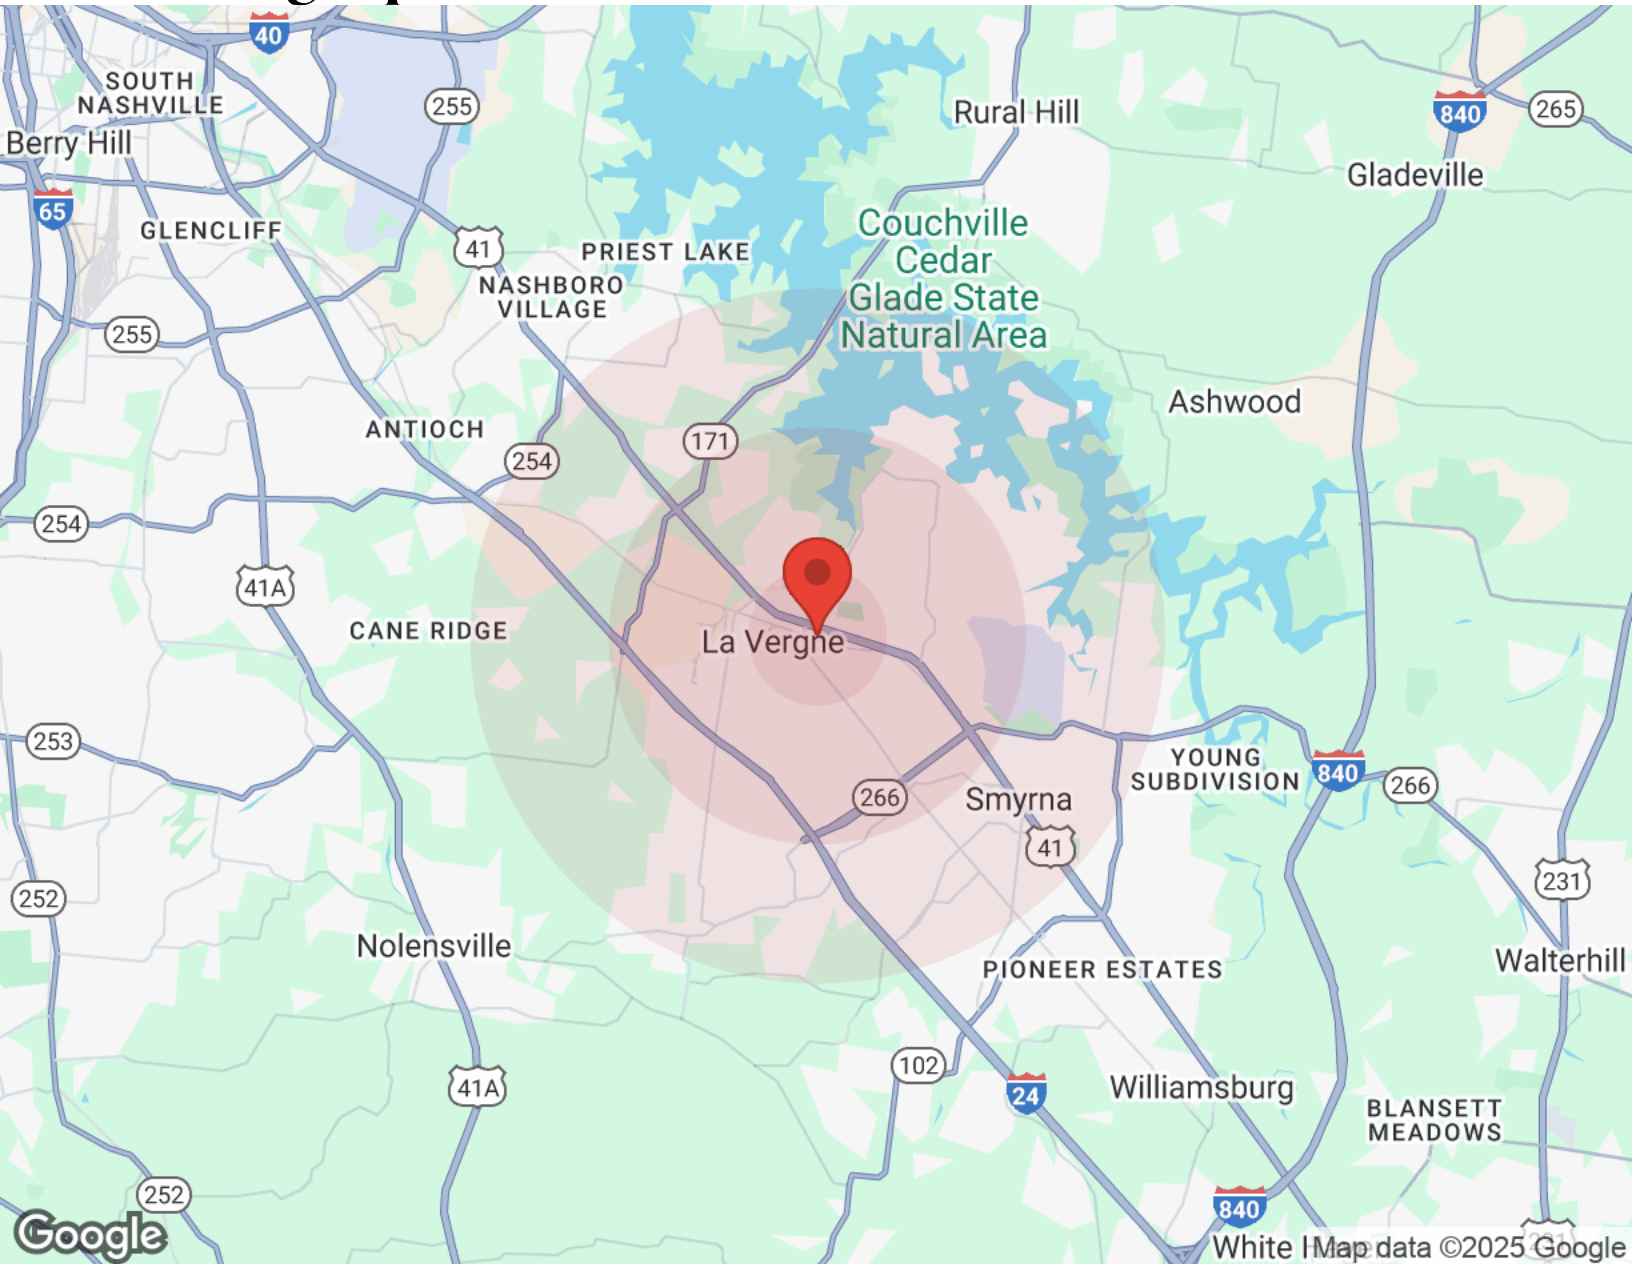 40
SOUTH
NASHVILLE
255
Rural Hill
840
265
Berry Hill
Gladeville
65
GLENCLIFF
41
PRIEST LAKE
Couchville
Cedar
Glade State
Natural Area
NASHBORO
VILLAGE
255
Ashwood
ANTIOCH
171
254
254
41A
CANE RIDGE
La Vergne
253
YOUNG
SUBDIVISION
840
266
266
Smyrna
41
231
252
Nolensville
PIONEER ESTATES
Walterhill
102
41A
24
Williamsburg
BLANSETT
MEADOWS
252
840
Google
White H
Map data ©2025 Google